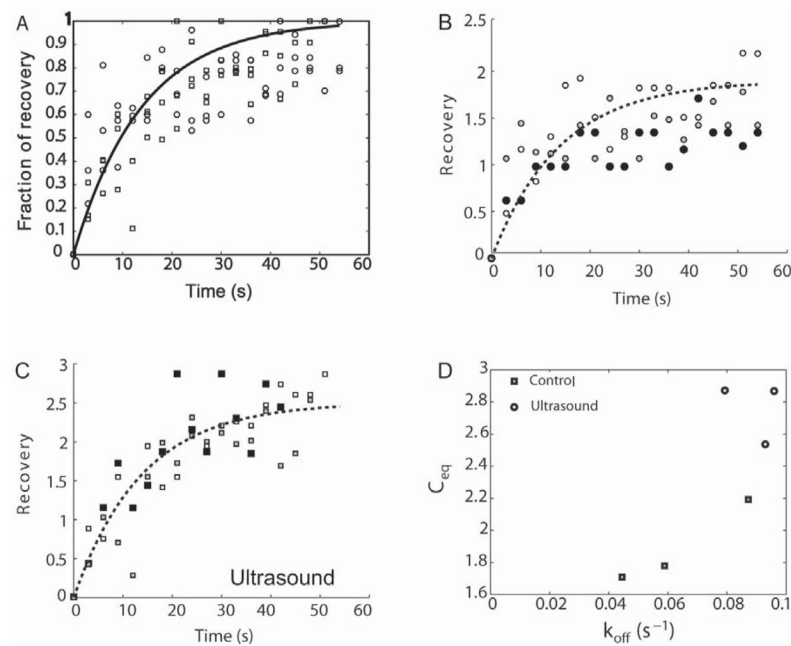 A
Fraction of recovery
1
0.9
0.8
0.7
0.6
0.5
0.4
0.3
0.2
0.1
0
0 10 20 30 40 50 60
Time (s)
B
Recovery
2.5
2
1.5
1
0.5
0
0 10 20 30 40 50 60
Time (s)
C
Recovery
3
2.5
2
1.5
1
0.5
0
Ultrasound
0 10 20 30 40 50 60
Time (s)
D
Control
Ultrasound
Ceq
3
2.8
2.6
2.4
2.2
2
1.8
1.6
0 0.02 0.04 0.06 0.08 0.1
koff (s⁻¹)